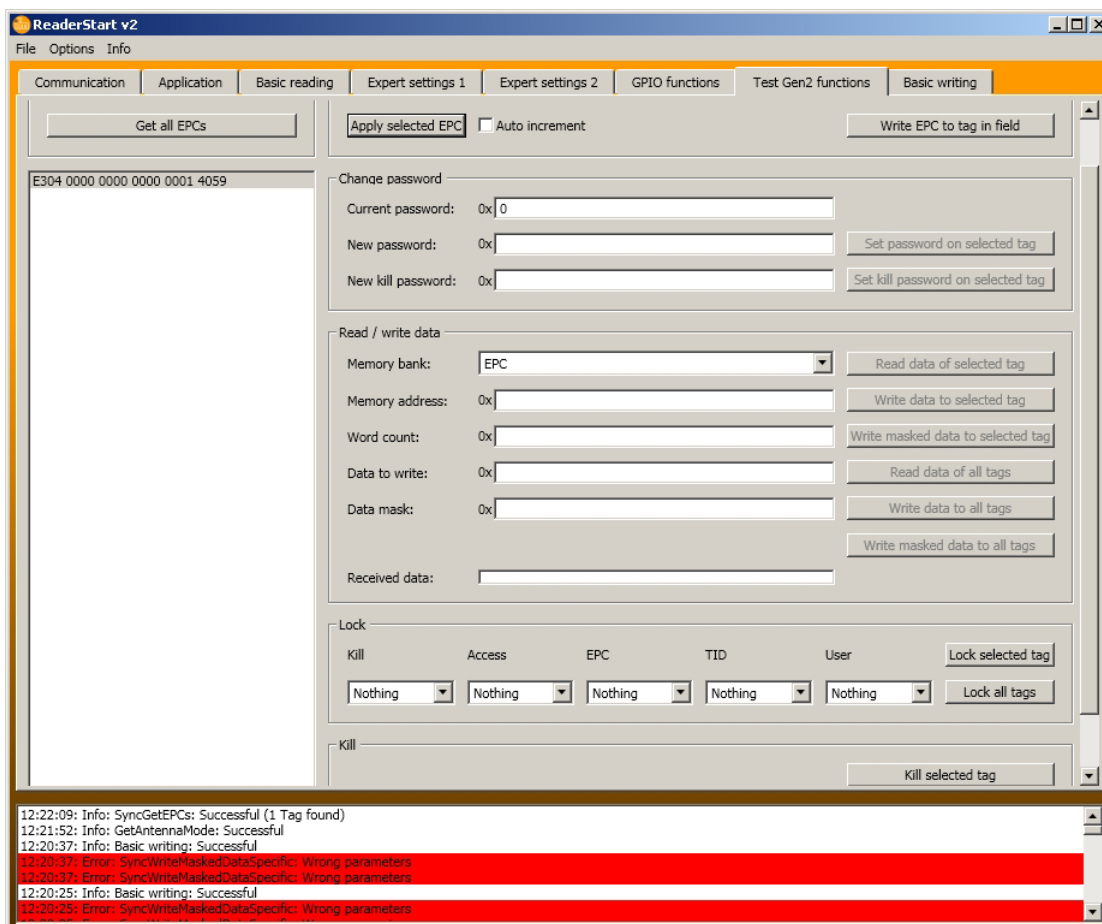 ReaderStart v2
File Options Info
Communication Application Basic reading Expert settings 1 Expert settings 2 GPIO functions Test Gen2 functions Basic writing
Get all EPCs
Apply selected EPC Auto increment Write EPC to tag in field
E304 0000 0000 0000 0001 4059
Change password
Current password: 0x 0
New password: 0x Set password on selected tag
New kill password: 0x Set kill password on selected tag
Read / write data
Memory bank: EPC Read data of selected tag
Memory address: 0x Write data to selected tag
Word count: 0x Write masked data to selected tag
Data to write: 0x Read data of all tags
Data mask: 0x Write data to all tags
Write masked data to all tags
Received data:
Lock
Kill Access EPC TID User Lock selected tag
Nothing Nothing Nothing Nothing Nothing Lock all tags
Kill
Kill selected tag
12:22:09: Info: SyncGetEPCs: Successful (1 Tag found)
12:21:52: Info: GetAntennaMode: Successful
12:20:37: Info: Basic writing: Successful
12:20:37: Error: SyncWriteMaskedDataSpecific: Wrong parameters
12:20:37: Error: SyncWriteMaskedDataSpecific: Wrong parameters
12:20:25: Info: Basic writing: Successful
12:20:25: Error: SyncWriteMaskedDataSpecific: Wrong parameters